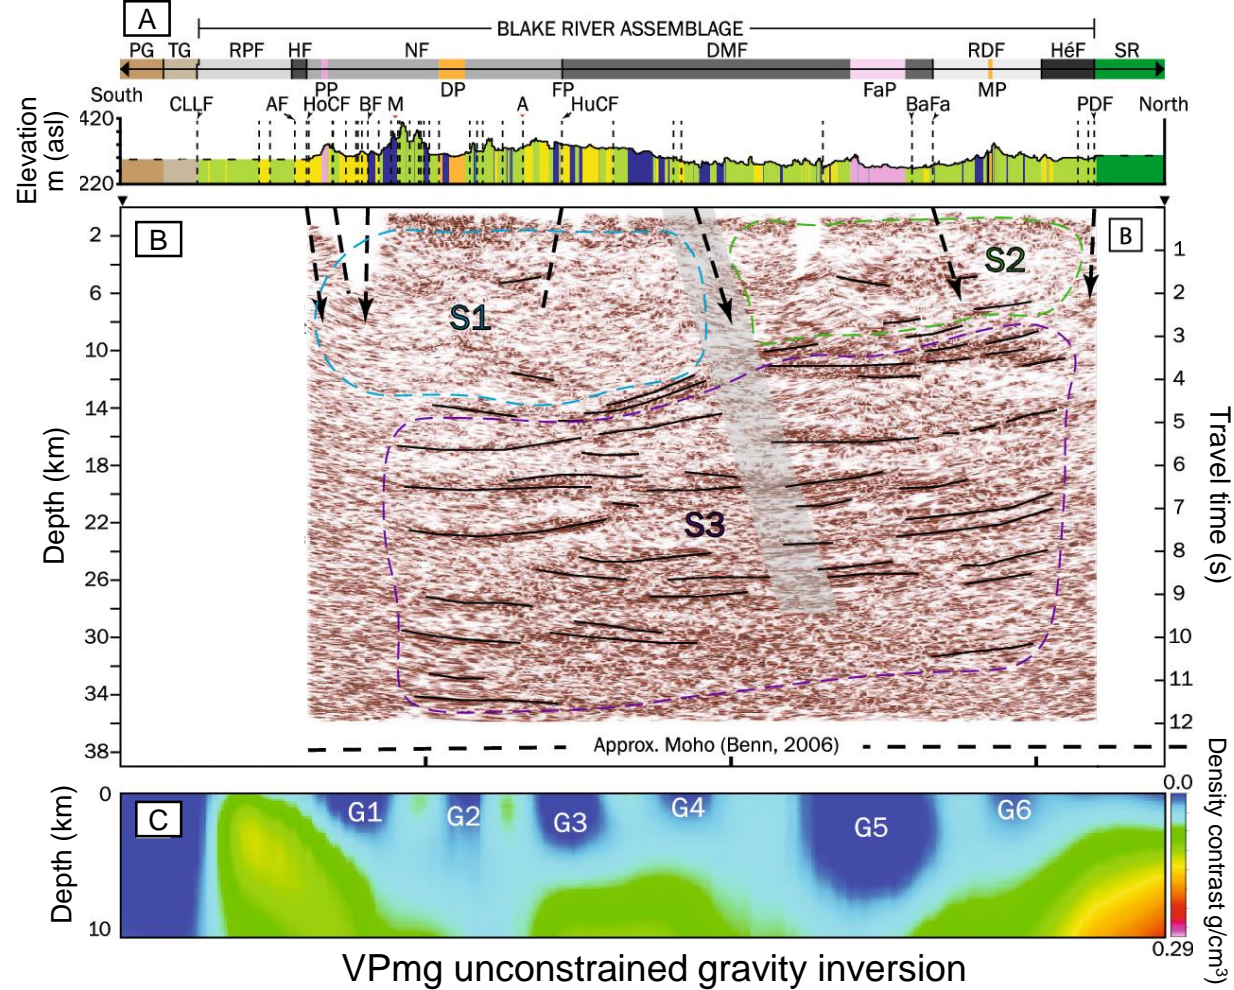 A
BLAKE RIVER ASSEMBLAGE
PG TG RPF HF NF DMF RDF HéF SR
PP DP FP FaP MP
South CLLF AF HoCF BF M A HuCF BaFa PDF North
Elevation
m (asl)
420
220
B
B
S1
S2
S3
Depth (km)
2
6
10
14
18
22
26
30
34
38
Travel time (s)
1
2
3
4
5
6
7
8
9
10
11
12
Approx. Moho (Benn, 2006)
C
Depth (km)
0
10
G1 G2 G3 G4 G5 G6
0.0
Density contrast g/cm³)
0.29
VPmg unconstrained gravity inversion